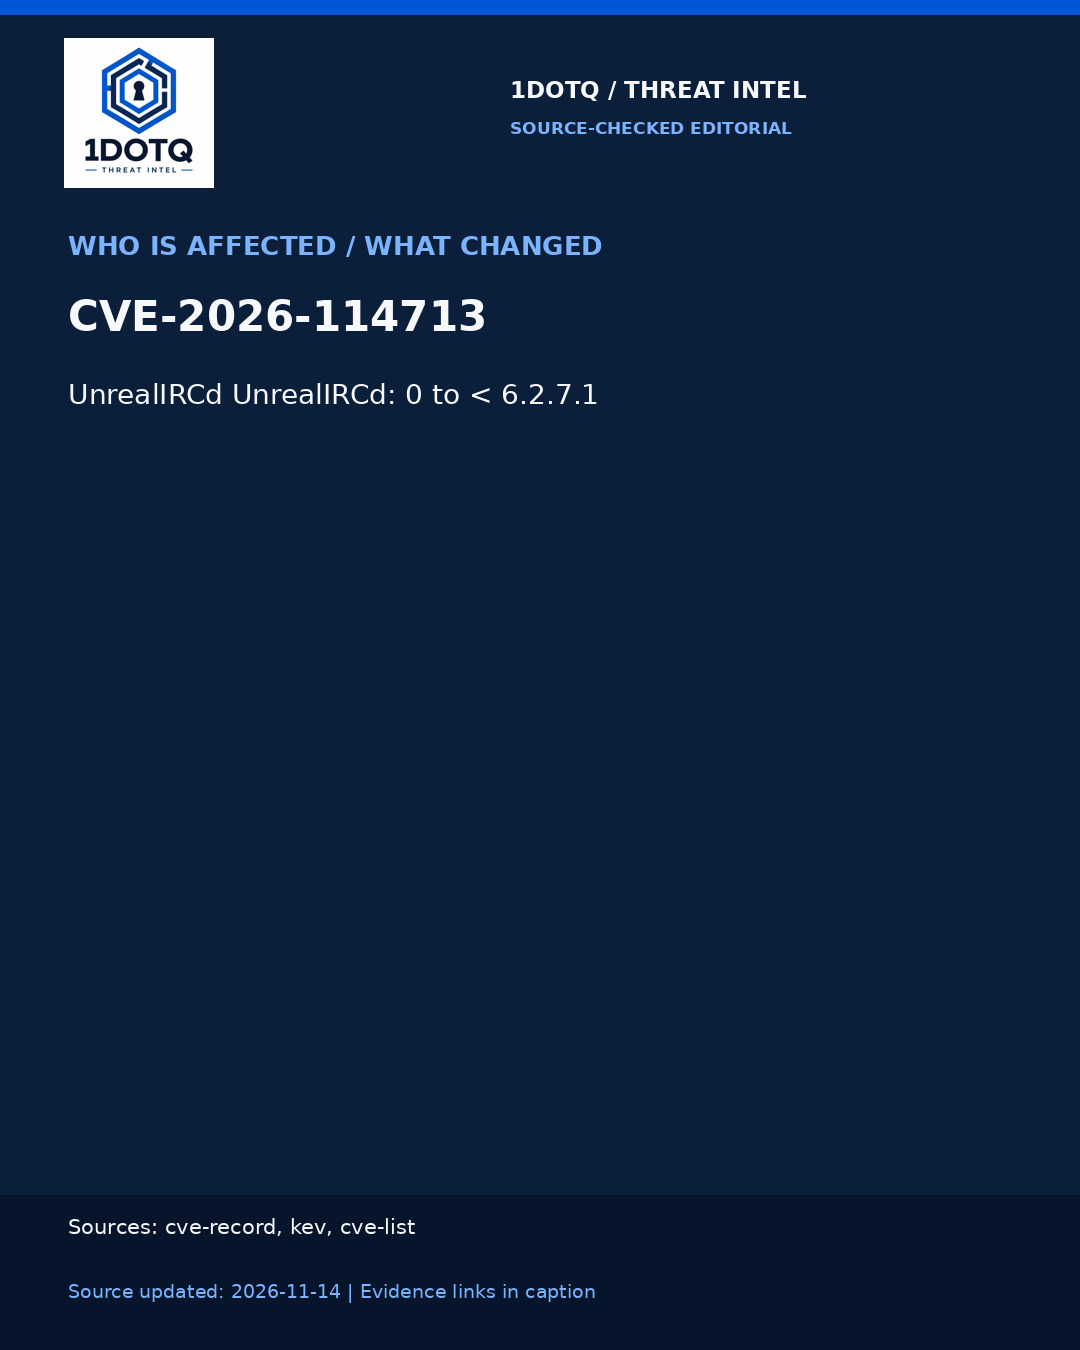 1DOTQ
THREAT INTEL
1DOTQ / THREAT INTEL
SOURCE-CHECKED EDITORIAL
WHO IS AFFECTED / WHAT CHANGED
CVE-2026-114713
UnrealIRCd UnrealIRCd: 0 to < 6.2.7.1
Sources: cve-record, kev, cve-list
Source updated: 2026-11-14 | Evidence links in caption